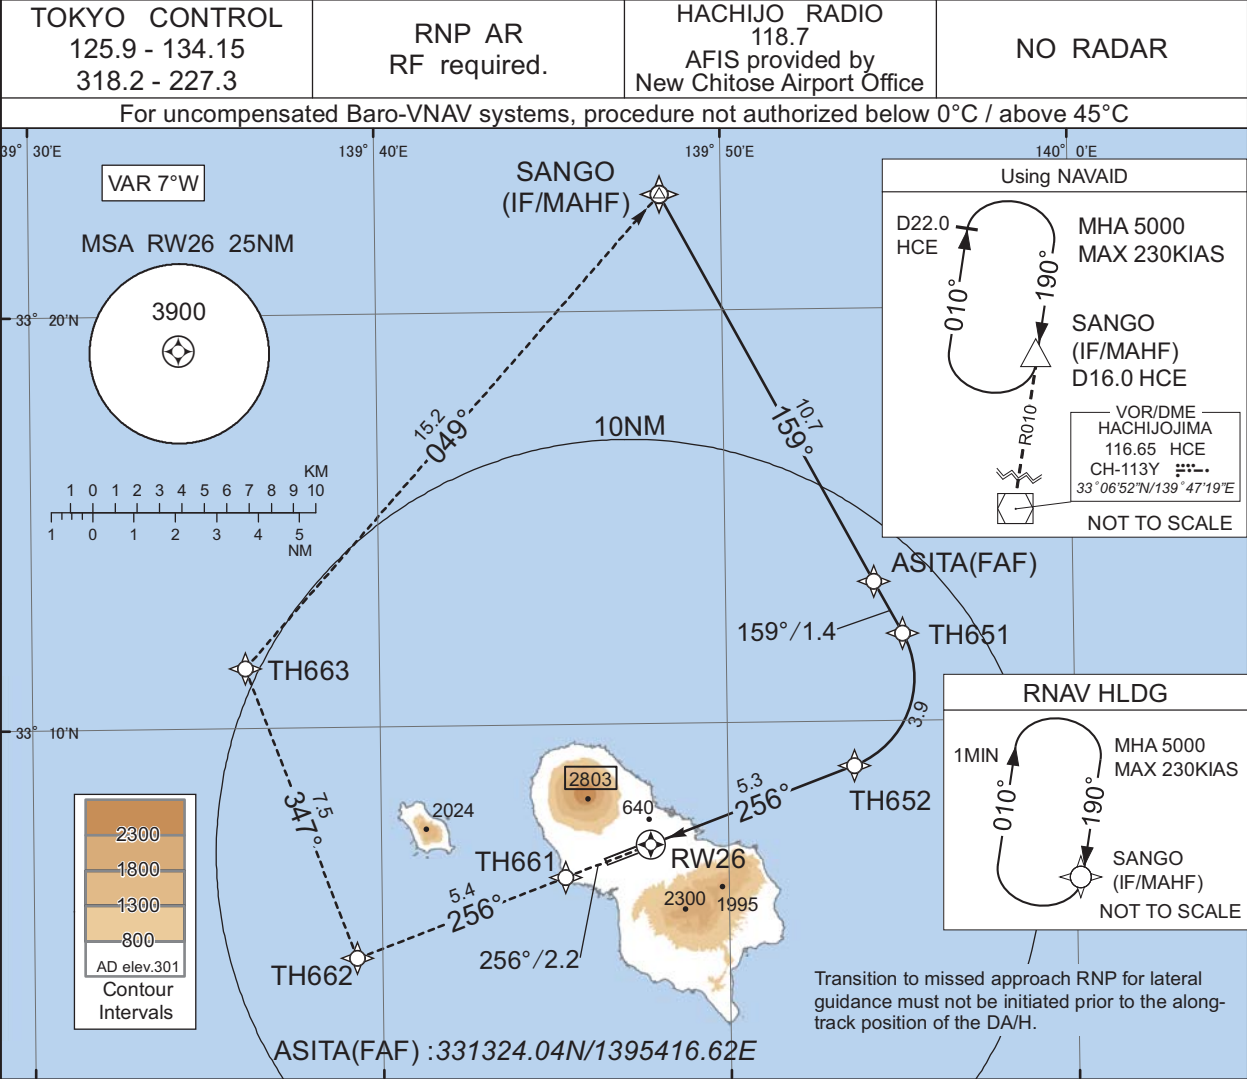 TOKYO CONTROL
125.9 - 134.15
318.2 - 227.3
RNP AR
RF required.
HACHIJO RADIO
118.7
AFIS provided by
New Chitose Airport Office
NO RADAR
For uncompensated Baro-VNAV systems, procedure not authorized below 0°C / above 45°C
39° 30'E
139° 40'E
139° 50'E
140° 0'E
VAR 7°W
MSA RW26 25NM
3900
33° 20'N
KM
1 0 1 2 3 4 5 6 7 8 9 10
1 0 1 2 3 4 5
NM
SANGO
(IF/MAHF)
15.2
049°
10NM
10.7
159°
Using NAVAID
D22.0
HCE
MHA 5000
MAX 230KIAS
010°
190°
SANGO
(IF/MAHF)
D16.0 HCE
R010
VOR/DME
HACHIJOJIMA
116.65 HCE
CH-113Y
33°06'52"N/139°47'19"E
NOT TO SCALE
ASITA(FAF)
159°/1.4
TH651
TH663
3.9
33° 10'N
RNAV HLDG
1MIN
MHA 5000
MAX 230KIAS
010°
190°
SANGO
(IF/MAHF)
NOT TO SCALE
TH652
5.3
256°
2803
640
2024
7.5
347°
TH661
RW26
5.4
256°
2300
1995
256°/2.2
TH662
2300
1800
1300
800
AD elev.301
Contour
Intervals
Transition to missed approach RNP for lateral
guidance must not be initiated prior to the along-
track position of the DA/H.
ASITA(FAF) :331324.04N/1395416.62E